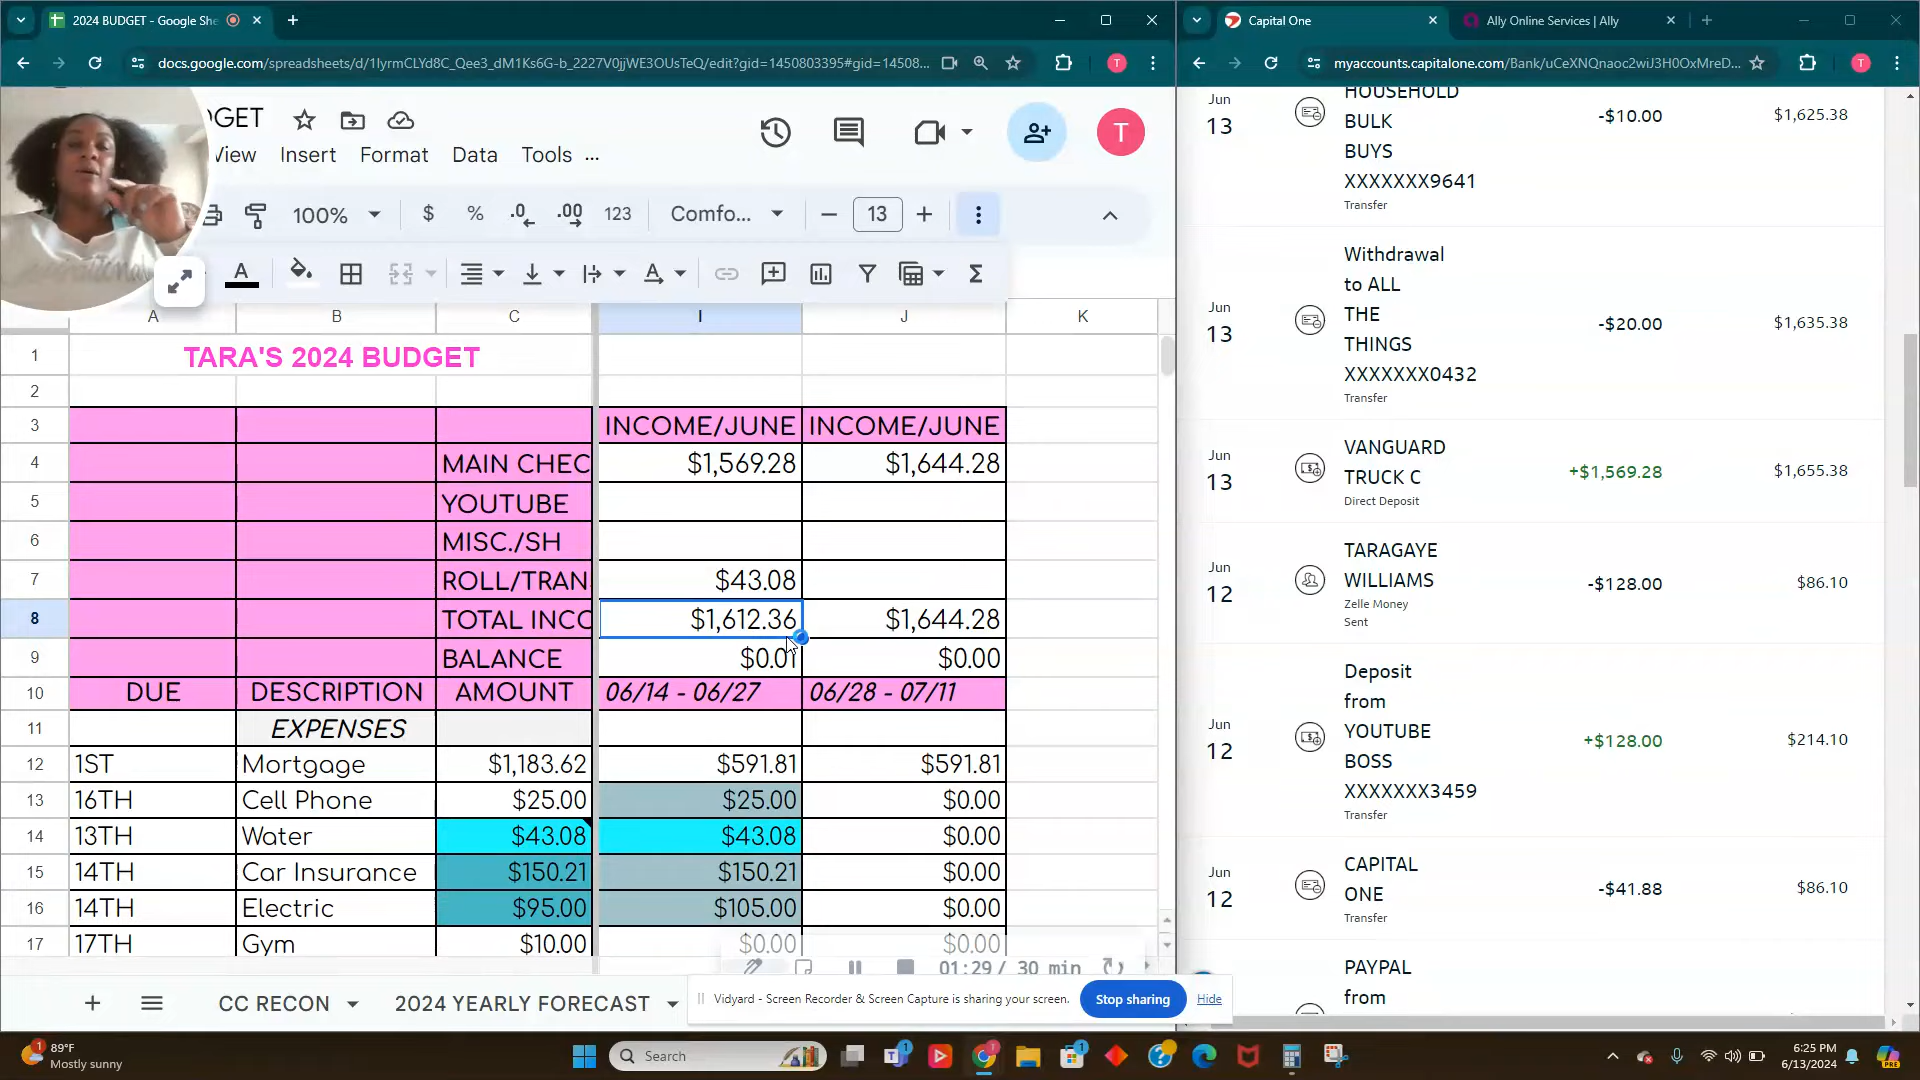 2024 BUDGET - Google She
Capital One
Ally Online Services | Ally
docs.google.com/spreadsheets/d/1IyrmCLYd8C_Qee3_dM1Ks6G-b_2227V0jjWE3OUsTeQ/edit?gid=1450803395#gid=14508...
T
myaccounts.capitalone.com/Bank/uCeXNQnaoc2wiJ3H0OxMreD...
T
DGET
T
View Insert Format Data Tools ...
100% $ % .0 .00 123 Comfo... 13
A
A B C I J K
1 TARA'S 2024 BUDGET
2
3 INCOME/JUNE INCOME/JUNE
4 MAIN CHEC $1,569.28 $1,644.28
5 YOUTUBE
6 MISC./SH
7 ROLL/TRAN $43.08
8 TOTAL INCO $1,612.36 $1,644.28
9 BALANCE $0.01 $0.00
10 DUE DESCRIPTION AMOUNT 06/14 - 06/27 06/28 - 07/11
11 EXPENSES
12 1ST Mortgage $1,183.62 $591.81 $591.81
13 16TH Cell Phone $25.00 $25.00 $0.00
14 13TH Water $43.08 $43.08 $0.00
15 14TH Car Insurance $150.21 $150.21 $0.00
16 14TH Electric $95.00 $105.00 $0.00
17 17TH Gym $10.00 $0.00 $0.00
01:29 / 30 min
CC RECON 2024 YEARLY FORECAST
Vidyard - Screen Recorder & Screen Capture is sharing your screen. Stop sharing Hide
Jun 13
HOUSEHOLD
BULK
BUYS
XXXXXXX9641
Transfer
-$10.00 $1,625.38
Jun 13
Withdrawal
to ALL
THE
THINGS
XXXXXXX0432
Transfer
-$20.00 $1,635.38
Jun 13
VANGUARD
TRUCK C
Direct Deposit
+$1,569.28 $1,655.38
Jun 12
TARAGAYE
WILLIAMS
Zelle Money
Sent
-$128.00 $86.10
Jun 12
Deposit
from
YOUTUBE
BOSS
XXXXXXX3459
Transfer
+$128.00 $214.10
Jun 12
CAPITAL
ONE
Transfer
-$41.88 $86.10
PAYPAL
from
1
89°F
Mostly sunny
Search
1
1
6:25 PM
6/13/2024